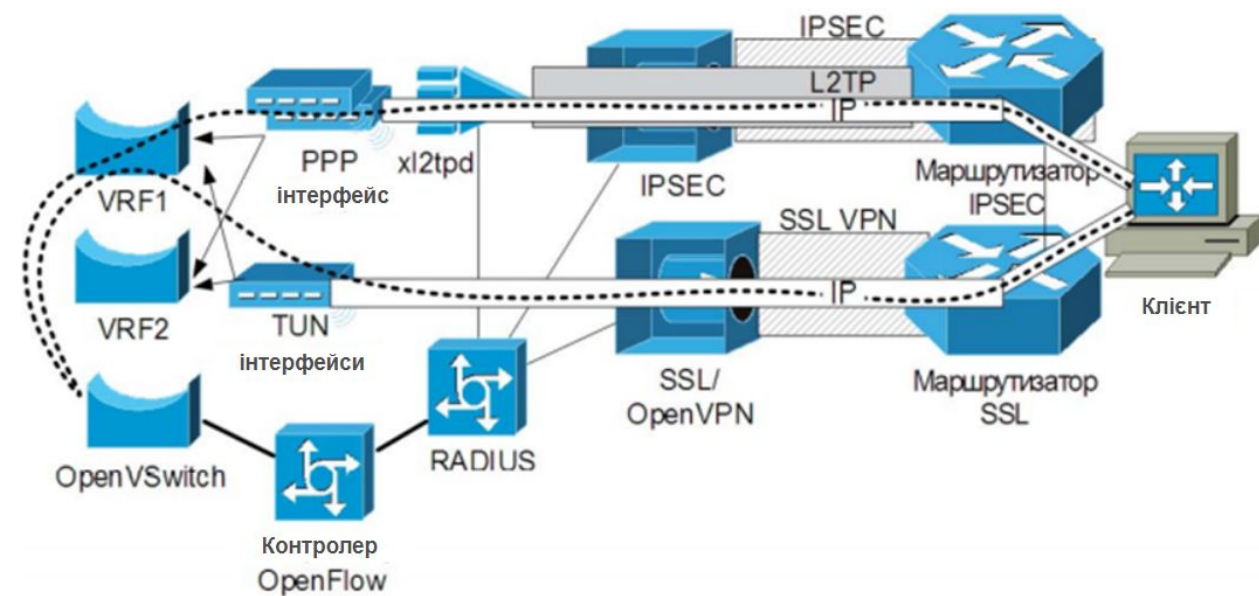 IPSEC
L2TP
IP
PPP
інтерфейс
xl2tpd
IPSEC
Маршрутизатор
IPSEC
VRF1
SSL VPN
VRF2
TUN
інтерфейси
IP
Клієнт
SSL/
OpenVPN
Маршрутизатор
SSL
OpenVSwitch
RADIUS
Контролер
OpenFlow